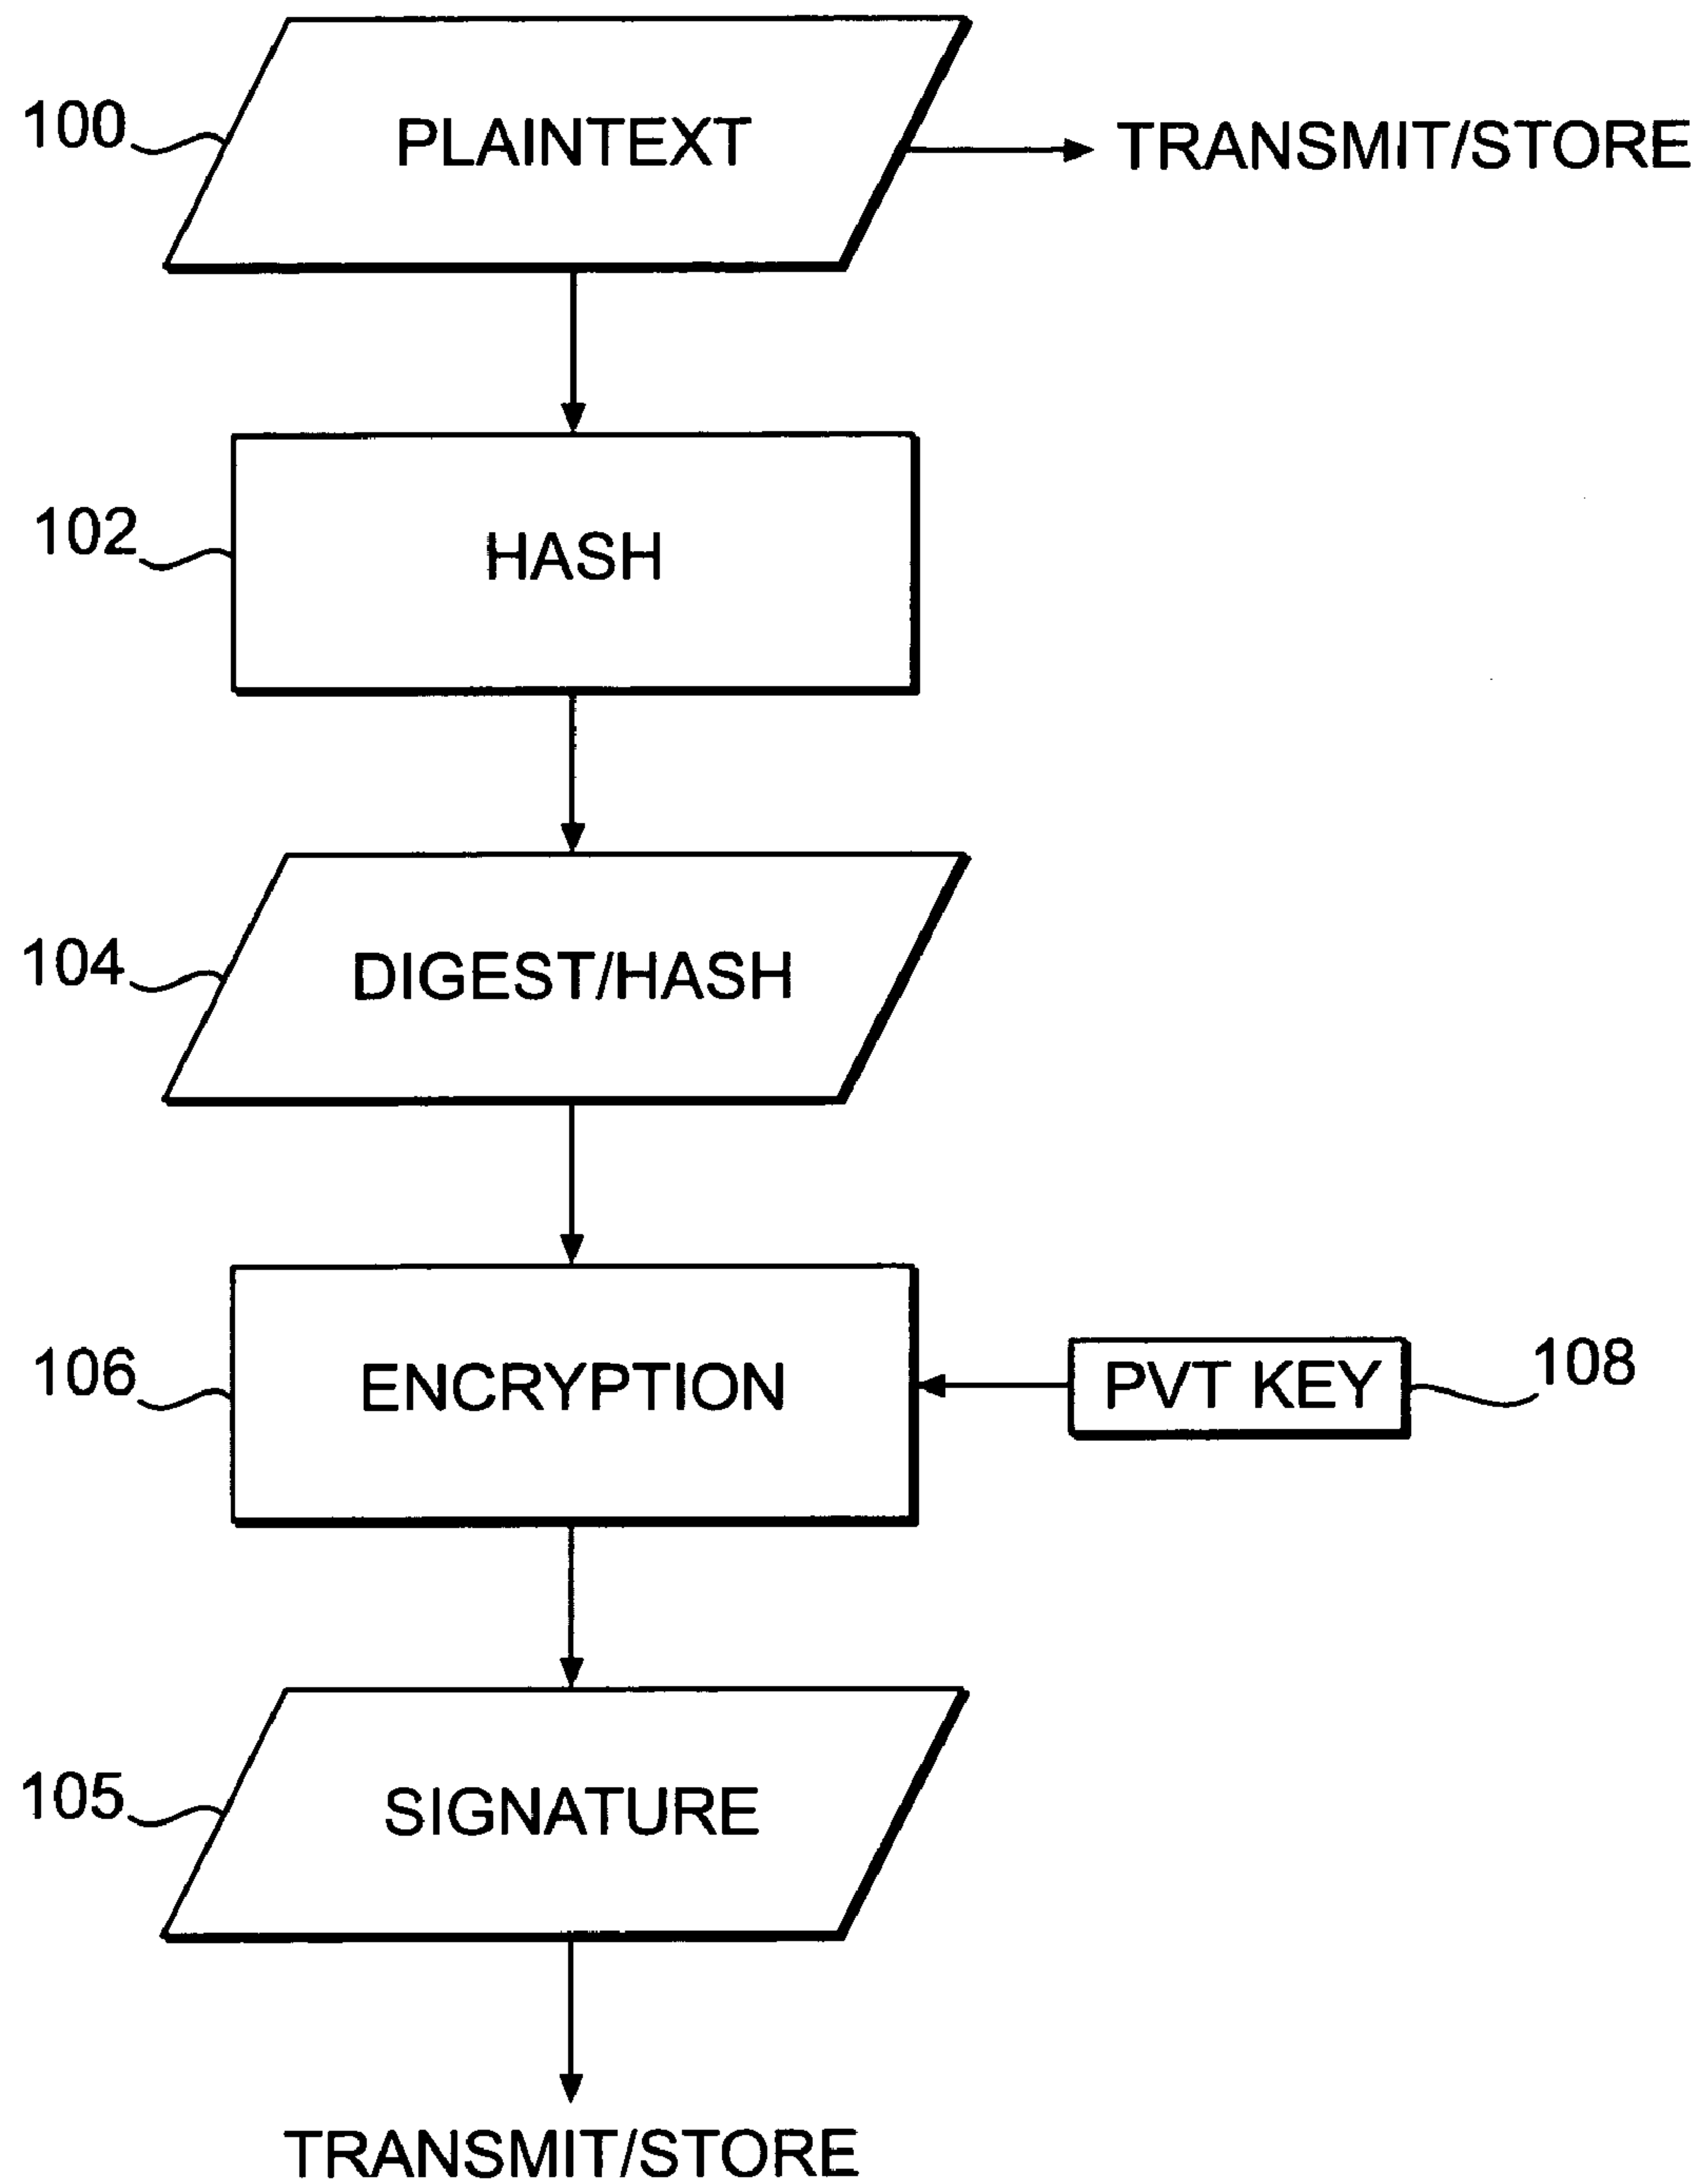 100
PLAINTEXT
TRANSMIT/STORE
102
HASH
104
DIGEST/HASH
106
ENCRYPTION
PVT KEY
108
105
SIGNATURE
TRANSMIT/STORE